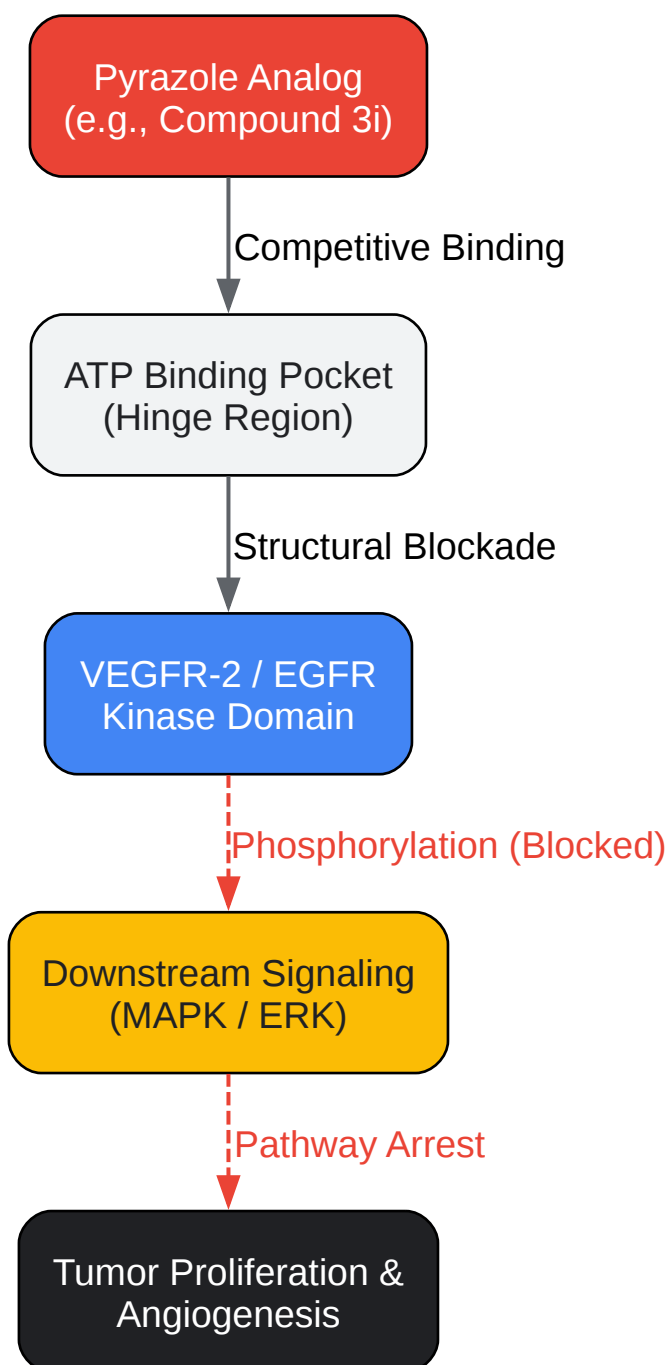 Pyrazole Analog
(e.g., Compound 3i)
Competitive Binding
ATP Binding Pocket
(Hinge Region)
Structural Blockade
VEGFR-2 / EGFR
Kinase Domain
Phosphorylation (Blocked)
Downstream Signaling
(MAPK / ERK)
Pathway Arrest
Tumor Proliferation &
Angiogenesis